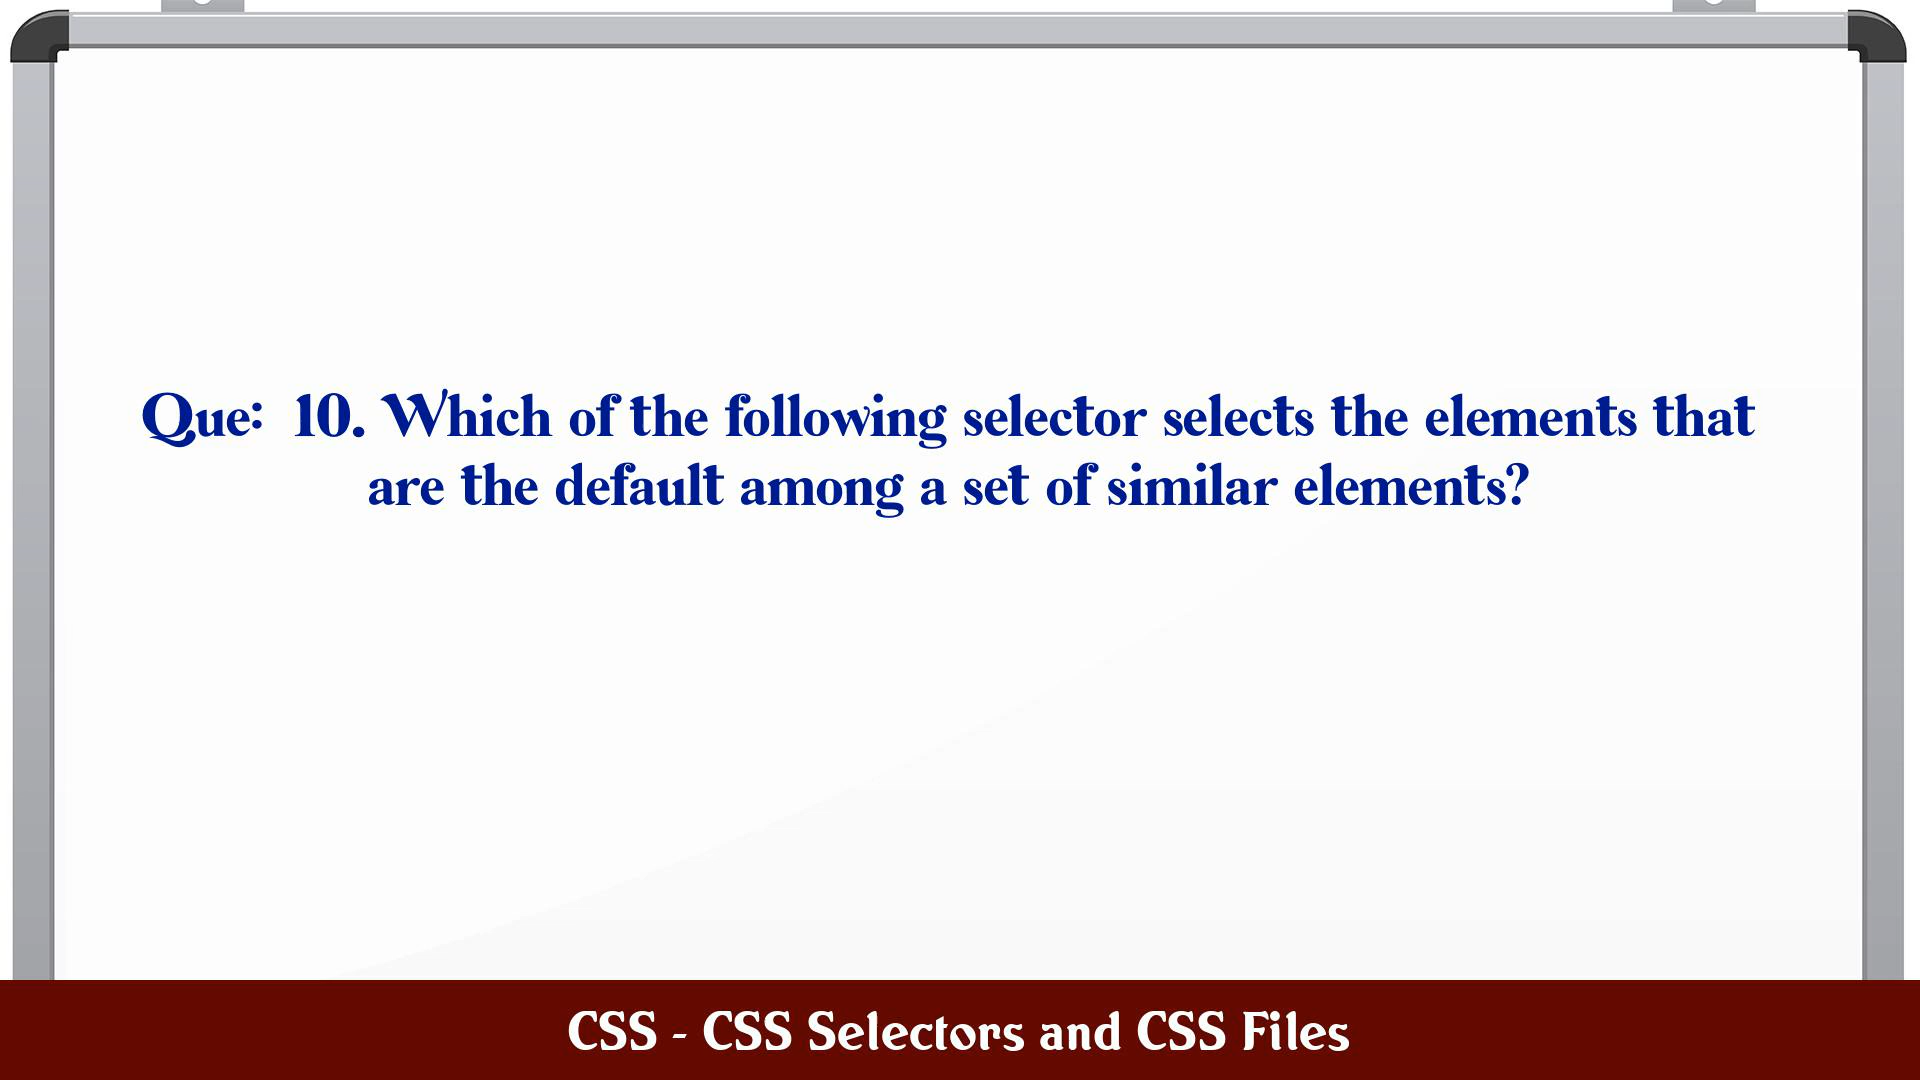 Que: 10. Which of the following selector selects the elements that
are the default among a set of similar elements?
CSS - CSS Selectors and CSS Files